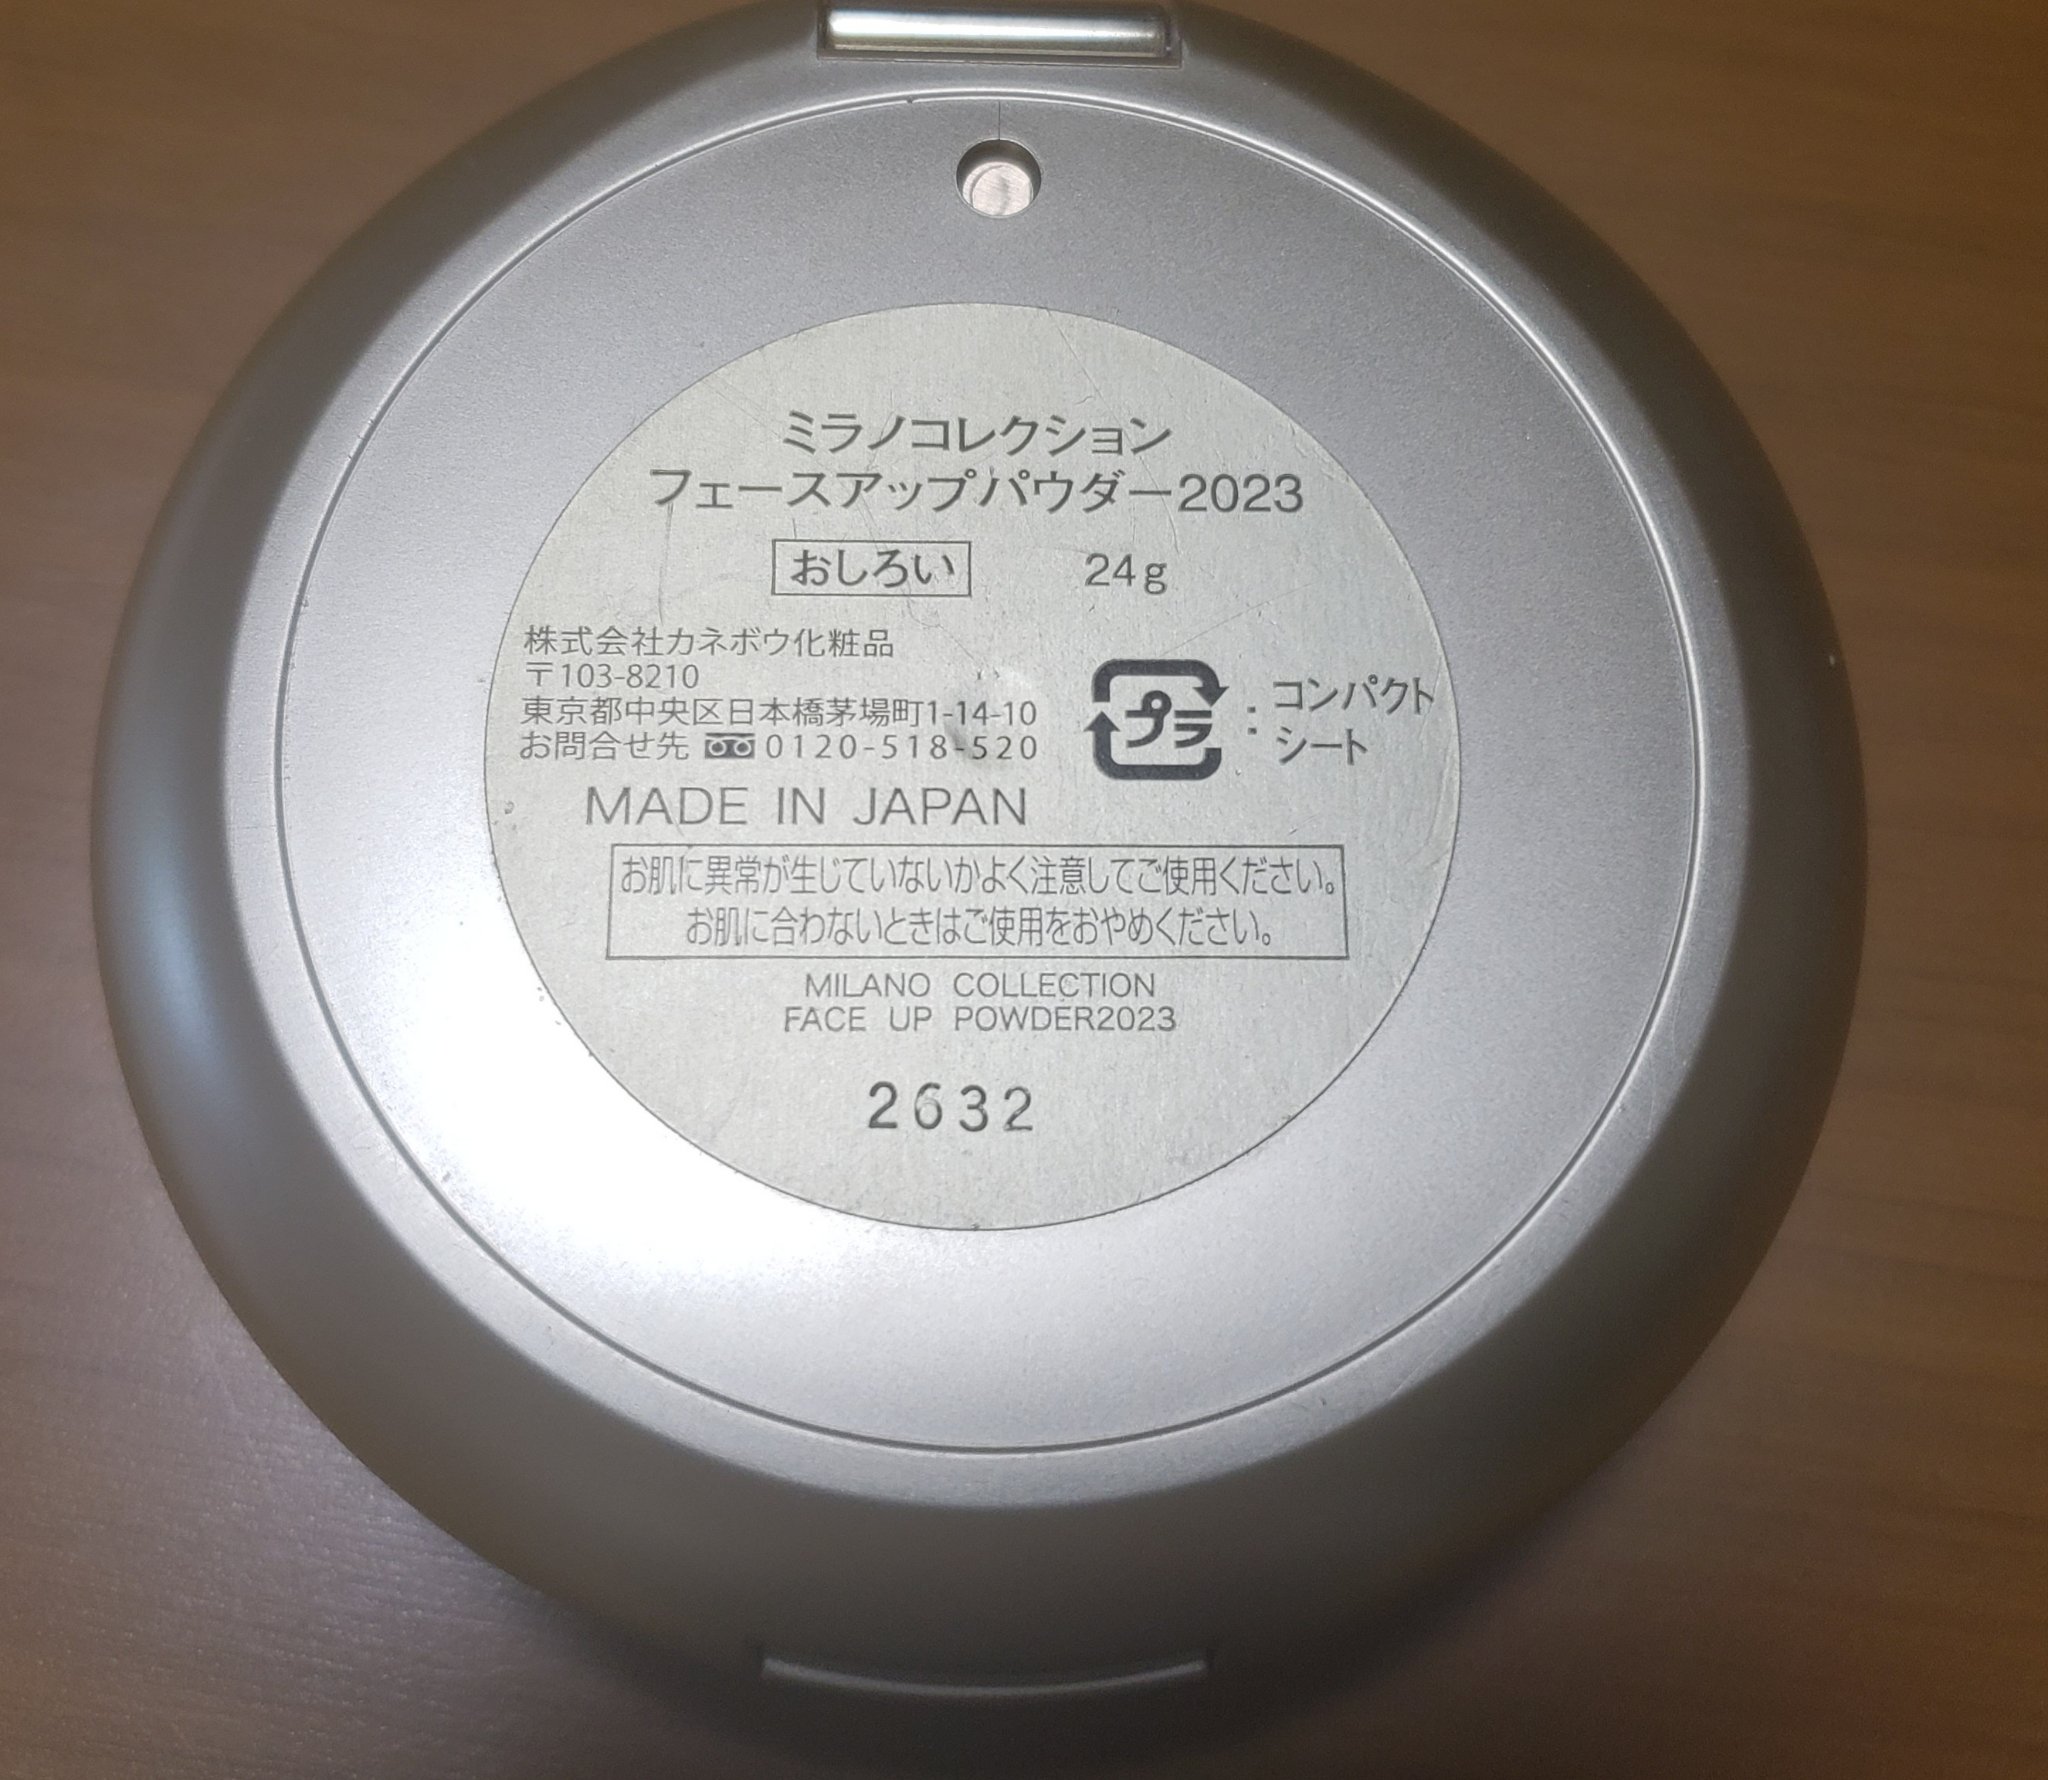 ミラノコレクション
フェースアップパウダー2023
おしろい 24g
株式会社カネボウ化粧品
〒103-8210
東京都中央区日本橋茅場町1-14-10
お問合せ先 0120-518-520
プラ : コンパクト
シート
MADE IN JAPAN
お肌に異常が生じていないかよく注意してご使用ください。
お肌に合わないときはご使用をおやめください。
MILANO COLLECTION
FACE UP POWDER2023
2632